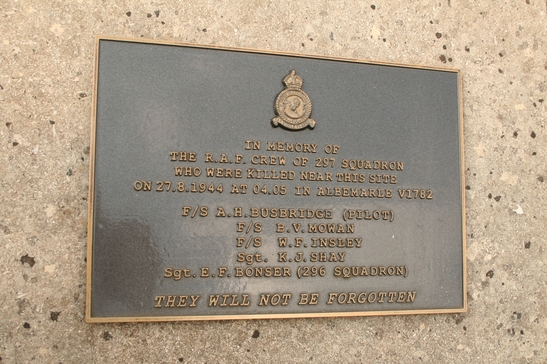 IN MEMORY OF
THE R.A.F. CREW OF 297 SQUADRON
WHO WERE KILLED NEAR THIS SITE
ON 27.8.1944 AT 04.05 IN ALBEMARLE V1782
F/S A.H. BUSBRIDGE (PILOT)
F/S E.V. MOWAN
F/S W.F. INSLEY
Sgt. K.J. SHAY
Sgt. E.F. BONSER (296 SQUADRON)
THEY WILL NOT BE FORGOTTEN